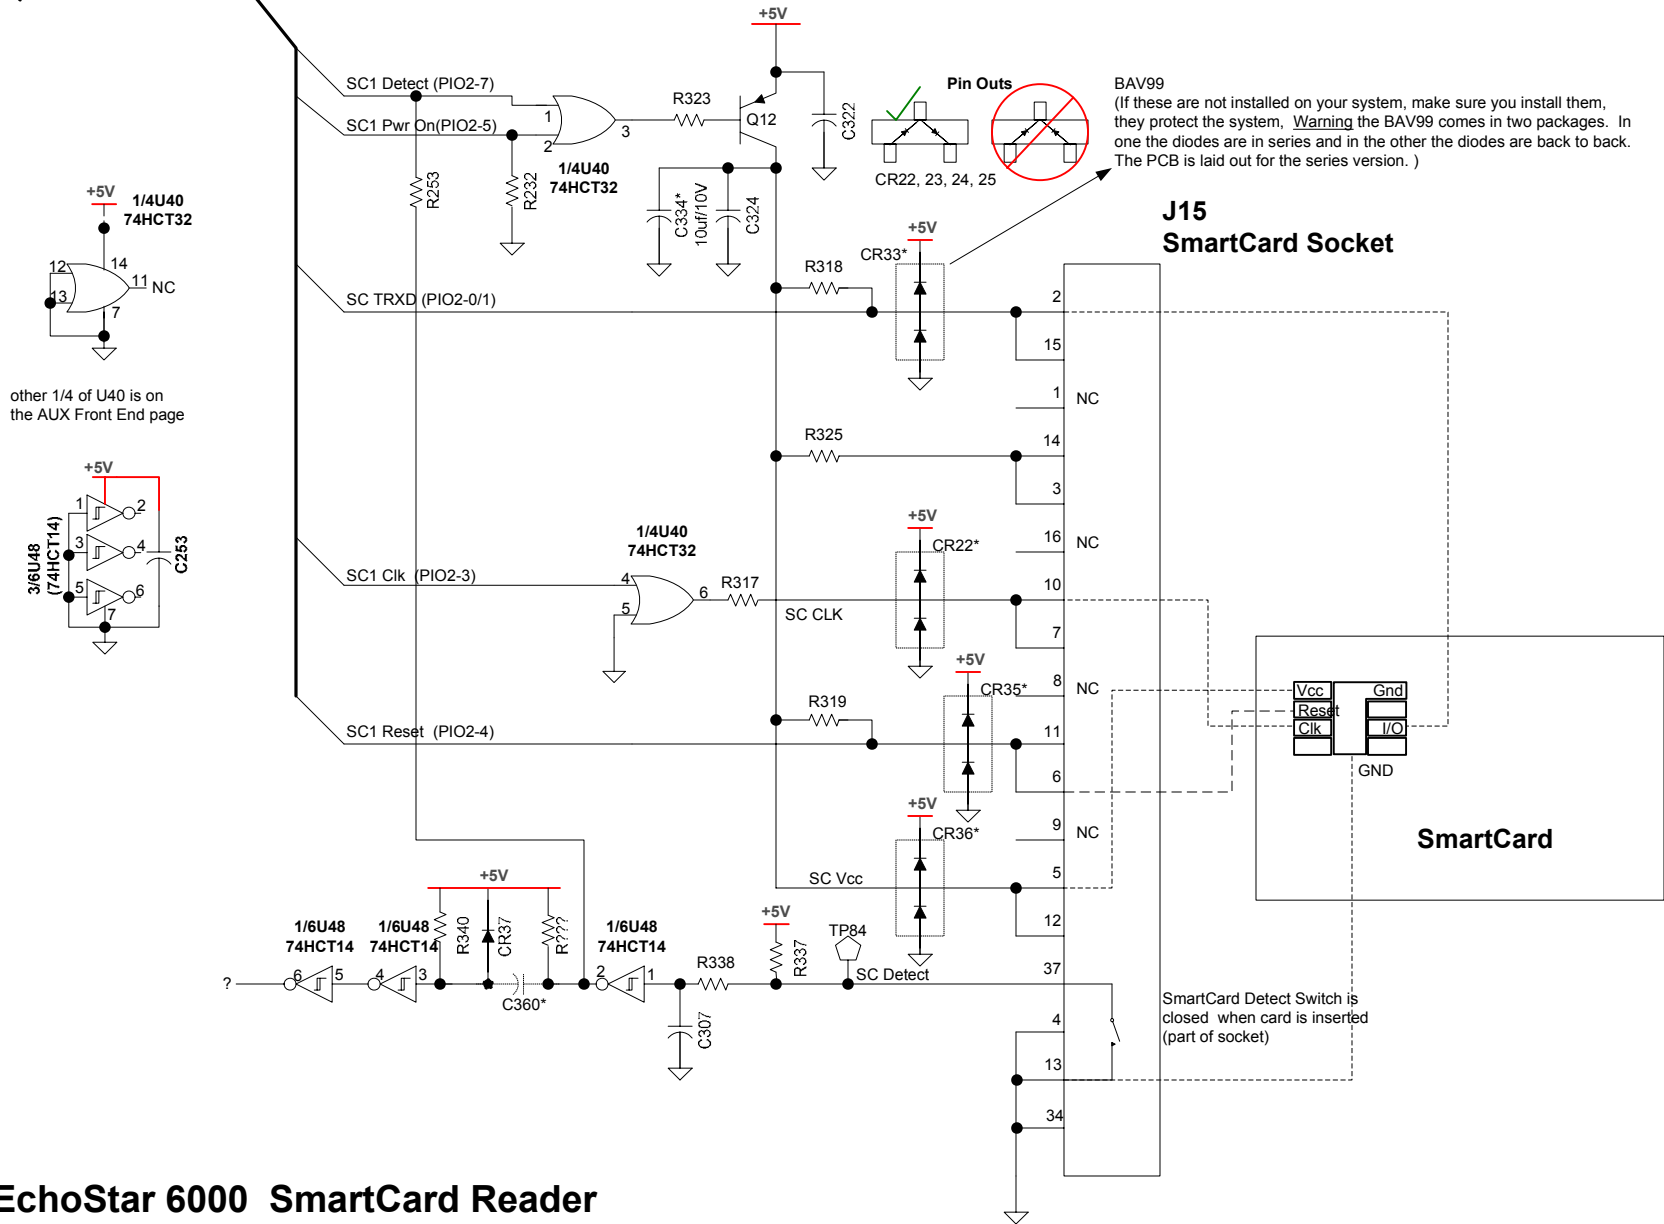 +5V
SC1 Detect (PIO2-7)
SC1 Pwr On(PIO2-5)
1
2
3
1/4U40
74HCT32
R323
Q12
C322
R253
R232
C334*
10uf/10V
C324
Pin Outs
CR22, 23, 24, 25
BAV99
(If these are not installed on your system, make sure you install them,
they protect the system, Warning the BAV99 comes in two packages. In
one the diodes are in series and in the other the diodes are back to back.
The PCB is laid out for the series version. )
J15
SmartCard Socket
+5V
1/4U40
74HCT32
12
13
14
11
NC
7
other 1/4 of U40 is on
the AUX Front End page
SC TRXD (PIO2-0/1)
R318
+5V
CR33*
2
15
1
NC
R325
14
3
16
NC
+5V
3/6U48
(74HCT14)
1
2
3
4
5
6
7
C253
SC1 Clk (PIO2-3)
1/4U40
74HCT32
4
5
6
R317
SC CLK
+5V
CR22*
10
7
8
NC
SC1 Reset (PIO2-4)
R319
+5V
CR35*
11
6
9
NC
+5V
CR36*
SC Vcc
5
12
Vcc
Gnd
Reset
Clk
I/O
GND
SmartCard
+5V
1/6U48
74HCT14
1/6U48
74HCT14
R340
CR37
R???
1/6U48
74HCT14
?
6
5
4
3
C360*
2
1
R338
C307
+5V
R337
TP84
SC Detect
37
4
13
34
SmartCard Detect Switch is
closed when card is inserted
(part of socket)
EchoStar 6000 SmartCard Reader